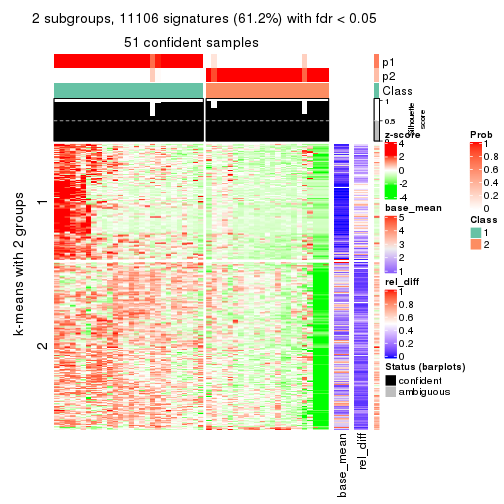 2 subgroups, 11106 signatures (61.2%) with fdr < 0.05
51 confident samples
p1
p2
Class
1
0.5
0
Silhouette
score
k-means with 2 groups
1
2
base_mean
rel_diff
z-score
4
2
0
-2
-4
base_mean
5
4
3
2
1
rel_diff
1
0.8
0.6
0.4
0.2
0
Status (barplots)
confident
ambiguous
Prob
1
0.8
0.6
0.4
0.2
0
Class
1
2